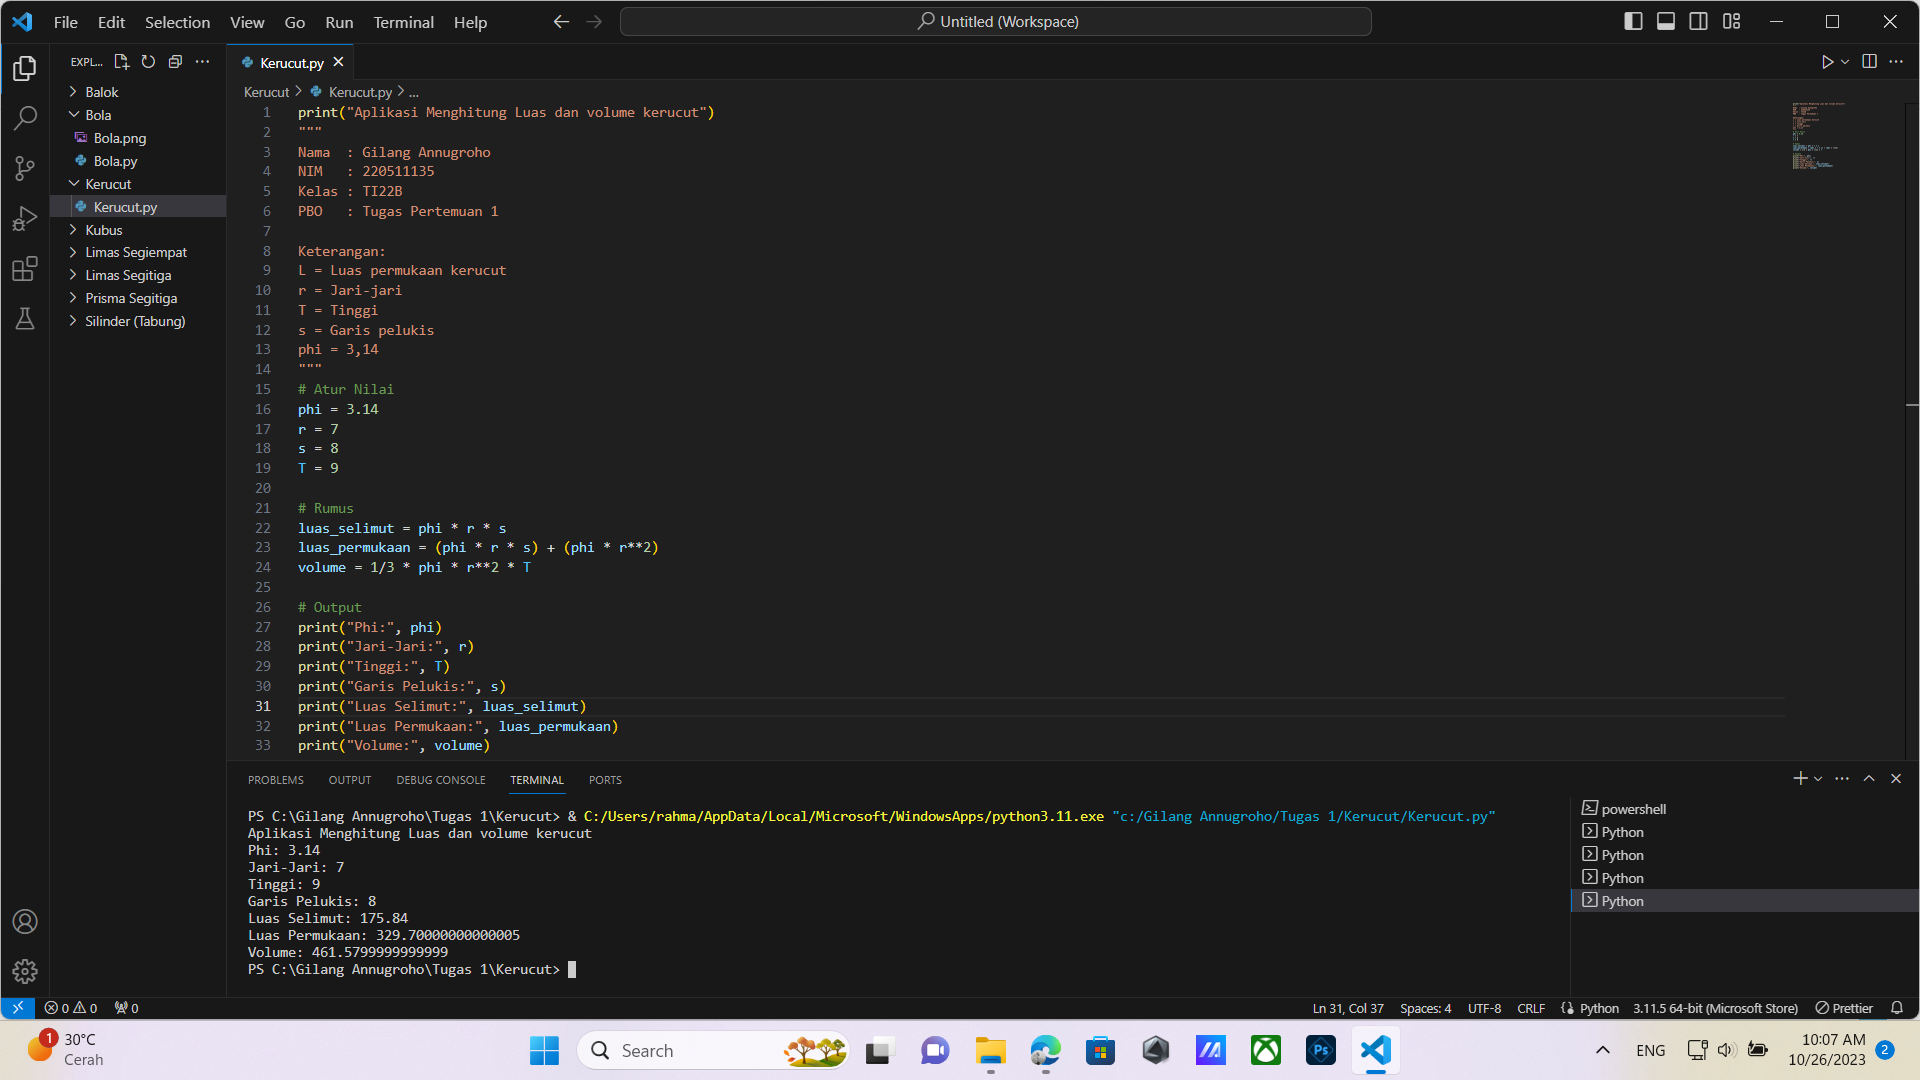 File Edit Selection View Go Run Terminal Help
Untitled (Workspace)
EXPL...
Kerucut.py
Balok
Bola
Bola.png
Bola.py
Kerucut
Kerucut.py
Kubus
Limas Segiempat
Limas Segitiga
Prisma Segitiga
Silinder (Tabung)
Kerucut > Kerucut.py > ...
1 print("Aplikasi Menghitung Luas dan volume kerucut")
2 """
3 Nama  : Gilang Annugroho
4 NIM   : 220511135
5 Kelas : TI22B
6 PBO   : Tugas Pertemuan 1
7
8 Keterangan:
9 L = Luas permukaan kerucut
10 r = Jari-jari
11 T = Tinggi
12 s = Garis pelukis
13 phi = 3,14
14 """
15 # Atur Nilai
16 phi = 3.14
17 r = 7
18 s = 8
19 T = 9
20
21 # Rumus
22 luas_selimut = phi * r * s
23 luas_permukaan = (phi * r * s) + (phi * r**2)
24 volume = 1/3 * phi * r**2 * T
25
26 # Output
27 print("Phi:", phi)
28 print("Jari-Jari:", r)
29 print("Tinggi:", T)
30 print("Garis Pelukis:", s)
31 print("Luas Selimut:", luas_selimut)
32 print("Luas Permukaan:", luas_permukaan)
33 print("Volume:", volume)
PROBLEMS OUTPUT DEBUG CONSOLE TERMINAL PORTS
PS C:\Gilang Annugroho\Tugas 1\Kerucut> & C:/Users/rahma/AppData/Local/Microsoft/WindowsApps/python3.11.exe "c:/Gilang Annugroho/Tugas 1/Kerucut/Kerucut.py"
Aplikasi Menghitung Luas dan volume kerucut
Phi: 3.14
Jari-Jari: 7
Tinggi: 9
Garis Pelukis: 8
Luas Selimut: 175.84
Luas Permukaan: 329.70000000000005
Volume: 461.5799999999999
PS C:\Gilang Annugroho\Tugas 1\Kerucut>
powershell
Python
Python
Python
Python
0 0 0 Ln 31, Col 37 Spaces: 4 UTF-8 CRLF Python 3.11.5 64-bit (Microsoft Store) Prettier
1
30°C
Cerah
Search
Ps
ENG
10:07 AM
10/26/2023
2